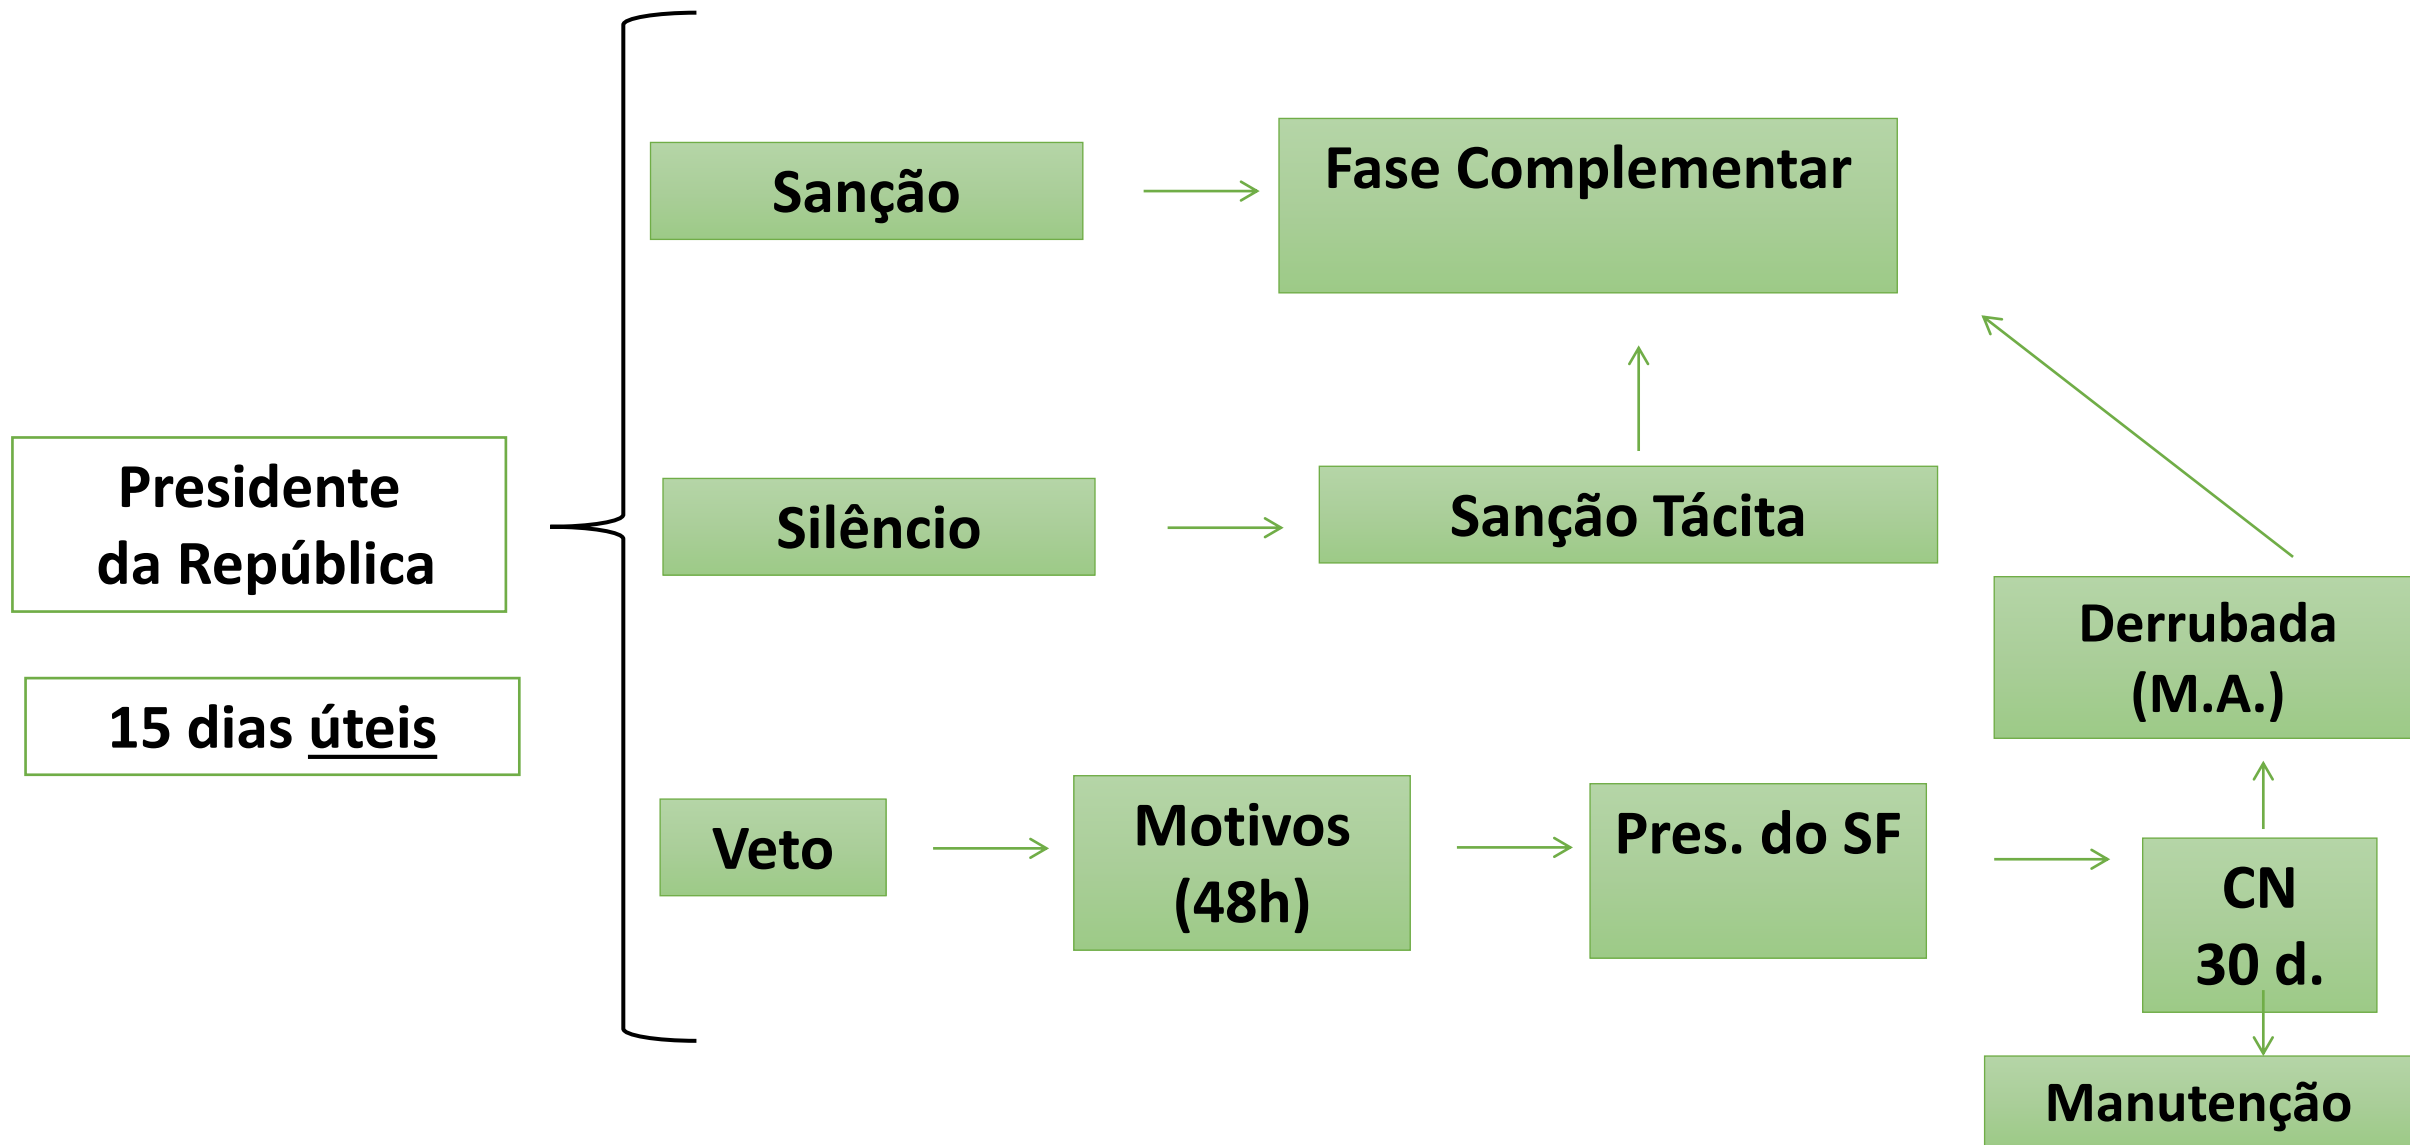 Sanção
Fase Complementar
Presidente
da República
15 dias úteis
Silêncio
Sanção Tácita
Derrubada
(M.A.)
Veto
Motivos
(48h)
Pres. do SF
CN
30 d.
Manutenção